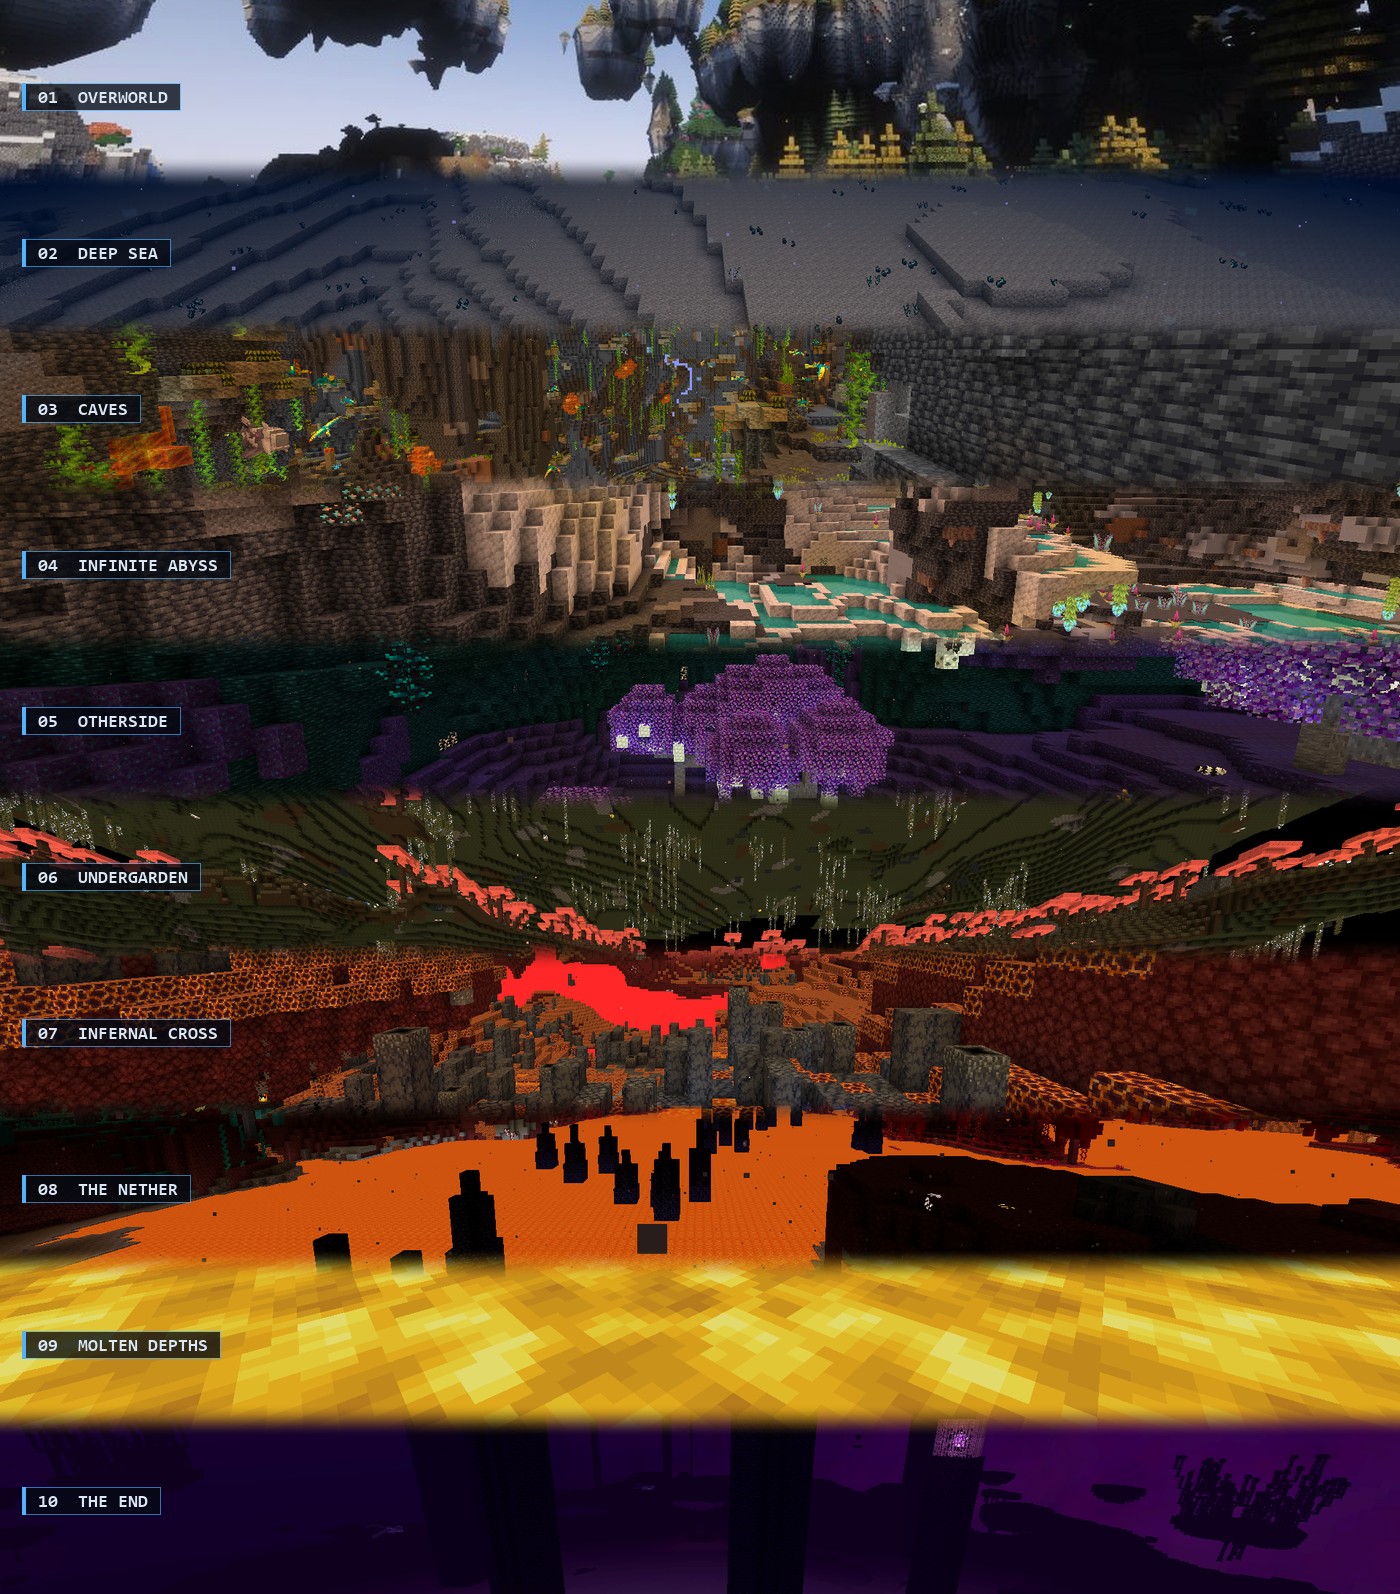 01 OVERWORLD
02 DEEP SEA
03 CAVES
04 INFINITE ABYSS
05 OTHERSIDE
06 UNDERGARDEN
07 INFERNAL CROSS
08 THE NETHER
09 MOLTEN DEPTHS
10 THE END